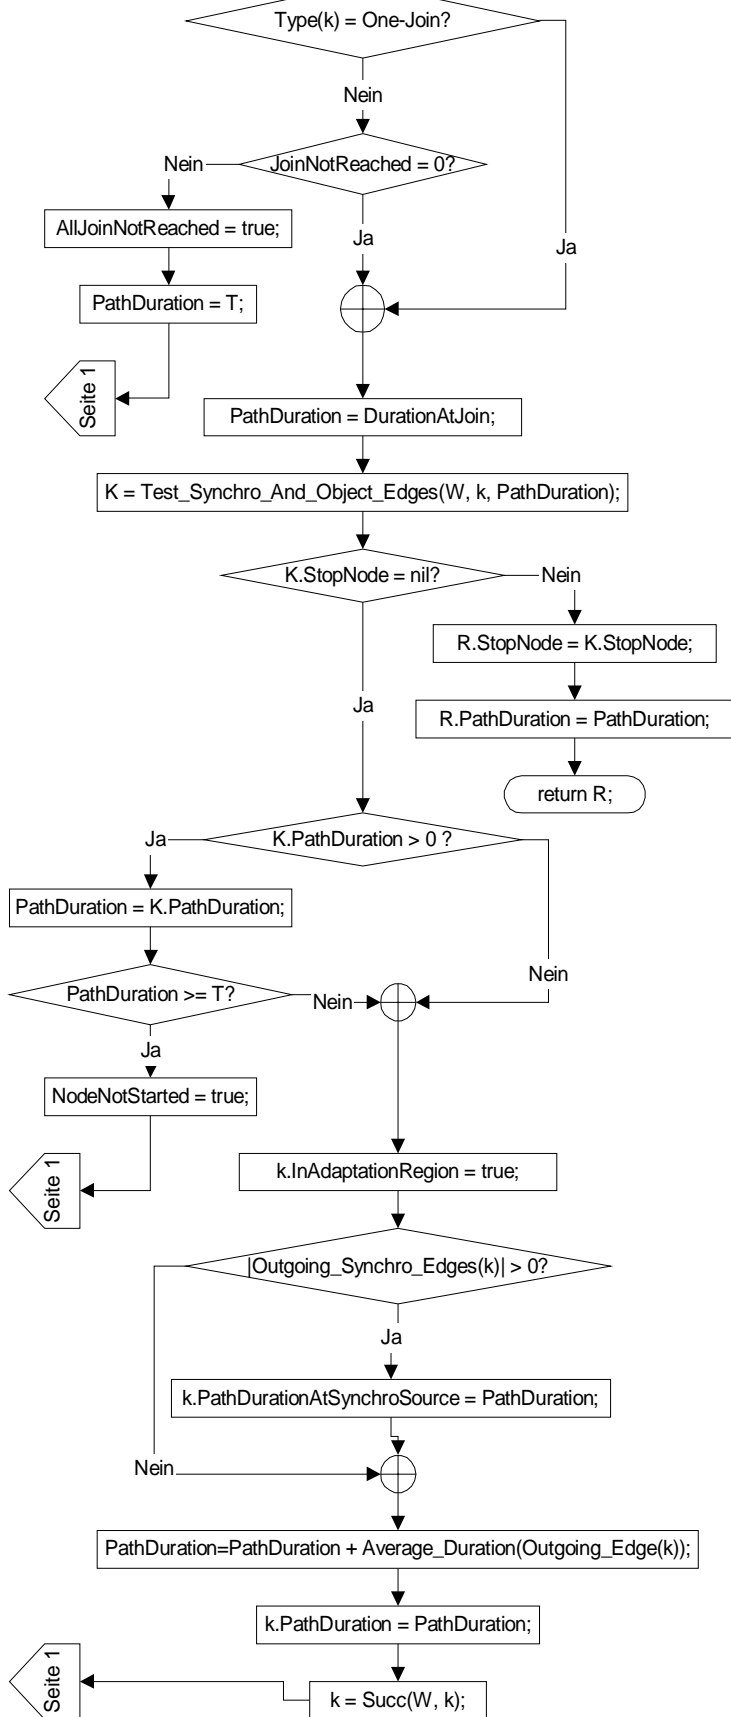 Type(k) = One-Join?
Nein
JoinNotReached = 0?
Nein
AllJoinNotReached = true;
Ja
Ja
PathDuration = T;
Seite 1
PathDuration = DurationAtJoin;
K = Test_Synchro_And_Object_Edges(W, k, PathDuration);
K.StopNode = nil?
Nein
R.StopNode = K.StopNode;
Ja
R.PathDuration = PathDuration;
return R;
K.PathDuration > 0 ?
Ja
PathDuration = K.PathDuration;
Nein
PathDuration >= T?
Nein
Ja
NodeNotStarted = true;
Seite 1
k.InAdaptationRegion = true;
|Outgoing_Synchro_Edges(k)| > 0?
Ja
k.PathDurationAtSynchroSource = PathDuration;
Nein
PathDuration=PathDuration + Average_Duration(Outgoing_Edge(k));
k.PathDuration = PathDuration;
Seite 1
k = Succ(W, k);